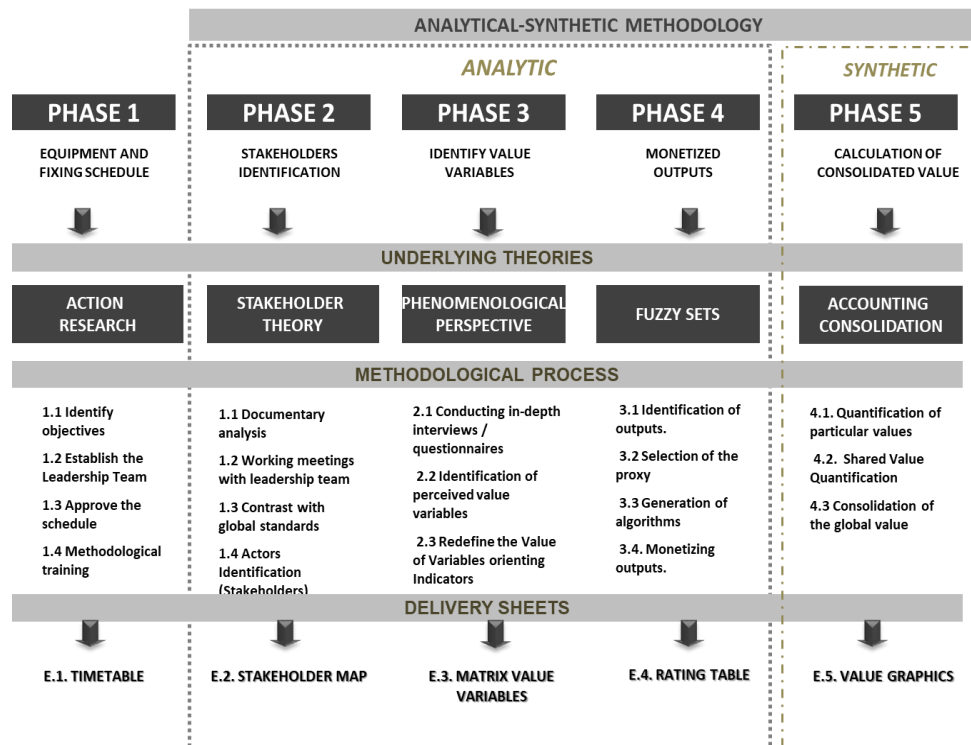 ANALYTICAL-SYNTHETIC METHODOLOGY
ANALYTIC
SYNTHETIC
PHASE 1
PHASE 2
PHASE 3
PHASE 4
PHASE 5
EQUIPMENT AND
FIXING SCHEDULE
STAKEHOLDERS
IDENTIFICATION
IDENTIFY VALUE
VARIABLES
MONETIZED
OUTPUTS
CALCULATION OF
CONSOLIDATED VALUE
UNDERLYING THEORIES
ACTION
RESEARCH
STAKEHOLDER
THEORY
PHENOMENOLOGICAL
PERSPECTIVE
FUZZY SETS
ACCOUNTING
CONSOLIDATION
METHODOLOGICAL PROCESS
1.1 Identify
objectives
1.2 Establish the
Leadership Team
1.3 Approve the
schedule
1.4 Methodological
training
1.1 Documentary
analysis
1.2 Working meetings
with leadership team
1.3 Contrast with
global standards
1.4 Actors
Identification
(Stakeholders)
2.1 Conducting in-depth
interviews /
questionnaires
2.2 Identification of
perceived value
variables
2.3 Redefine the Value
of Variables orienting
Indicators
3.1 Identification of
outputs.
3.2 Selection of the
proxy
3.3 Generation of
algorithms
3.4. Monetizing
outputs.
4.1. Quantification of
particular values
4.2. Shared Value
Quantification
4.3 Consolidation of
the global value
DELIVERY SHEETS
E.1. TIMETABLE
E.2. STAKEHOLDER MAP
E.3. MATRIX VALUE
VARIABLES
E.4. RATING TABLE
E.5. VALUE GRAPHICS